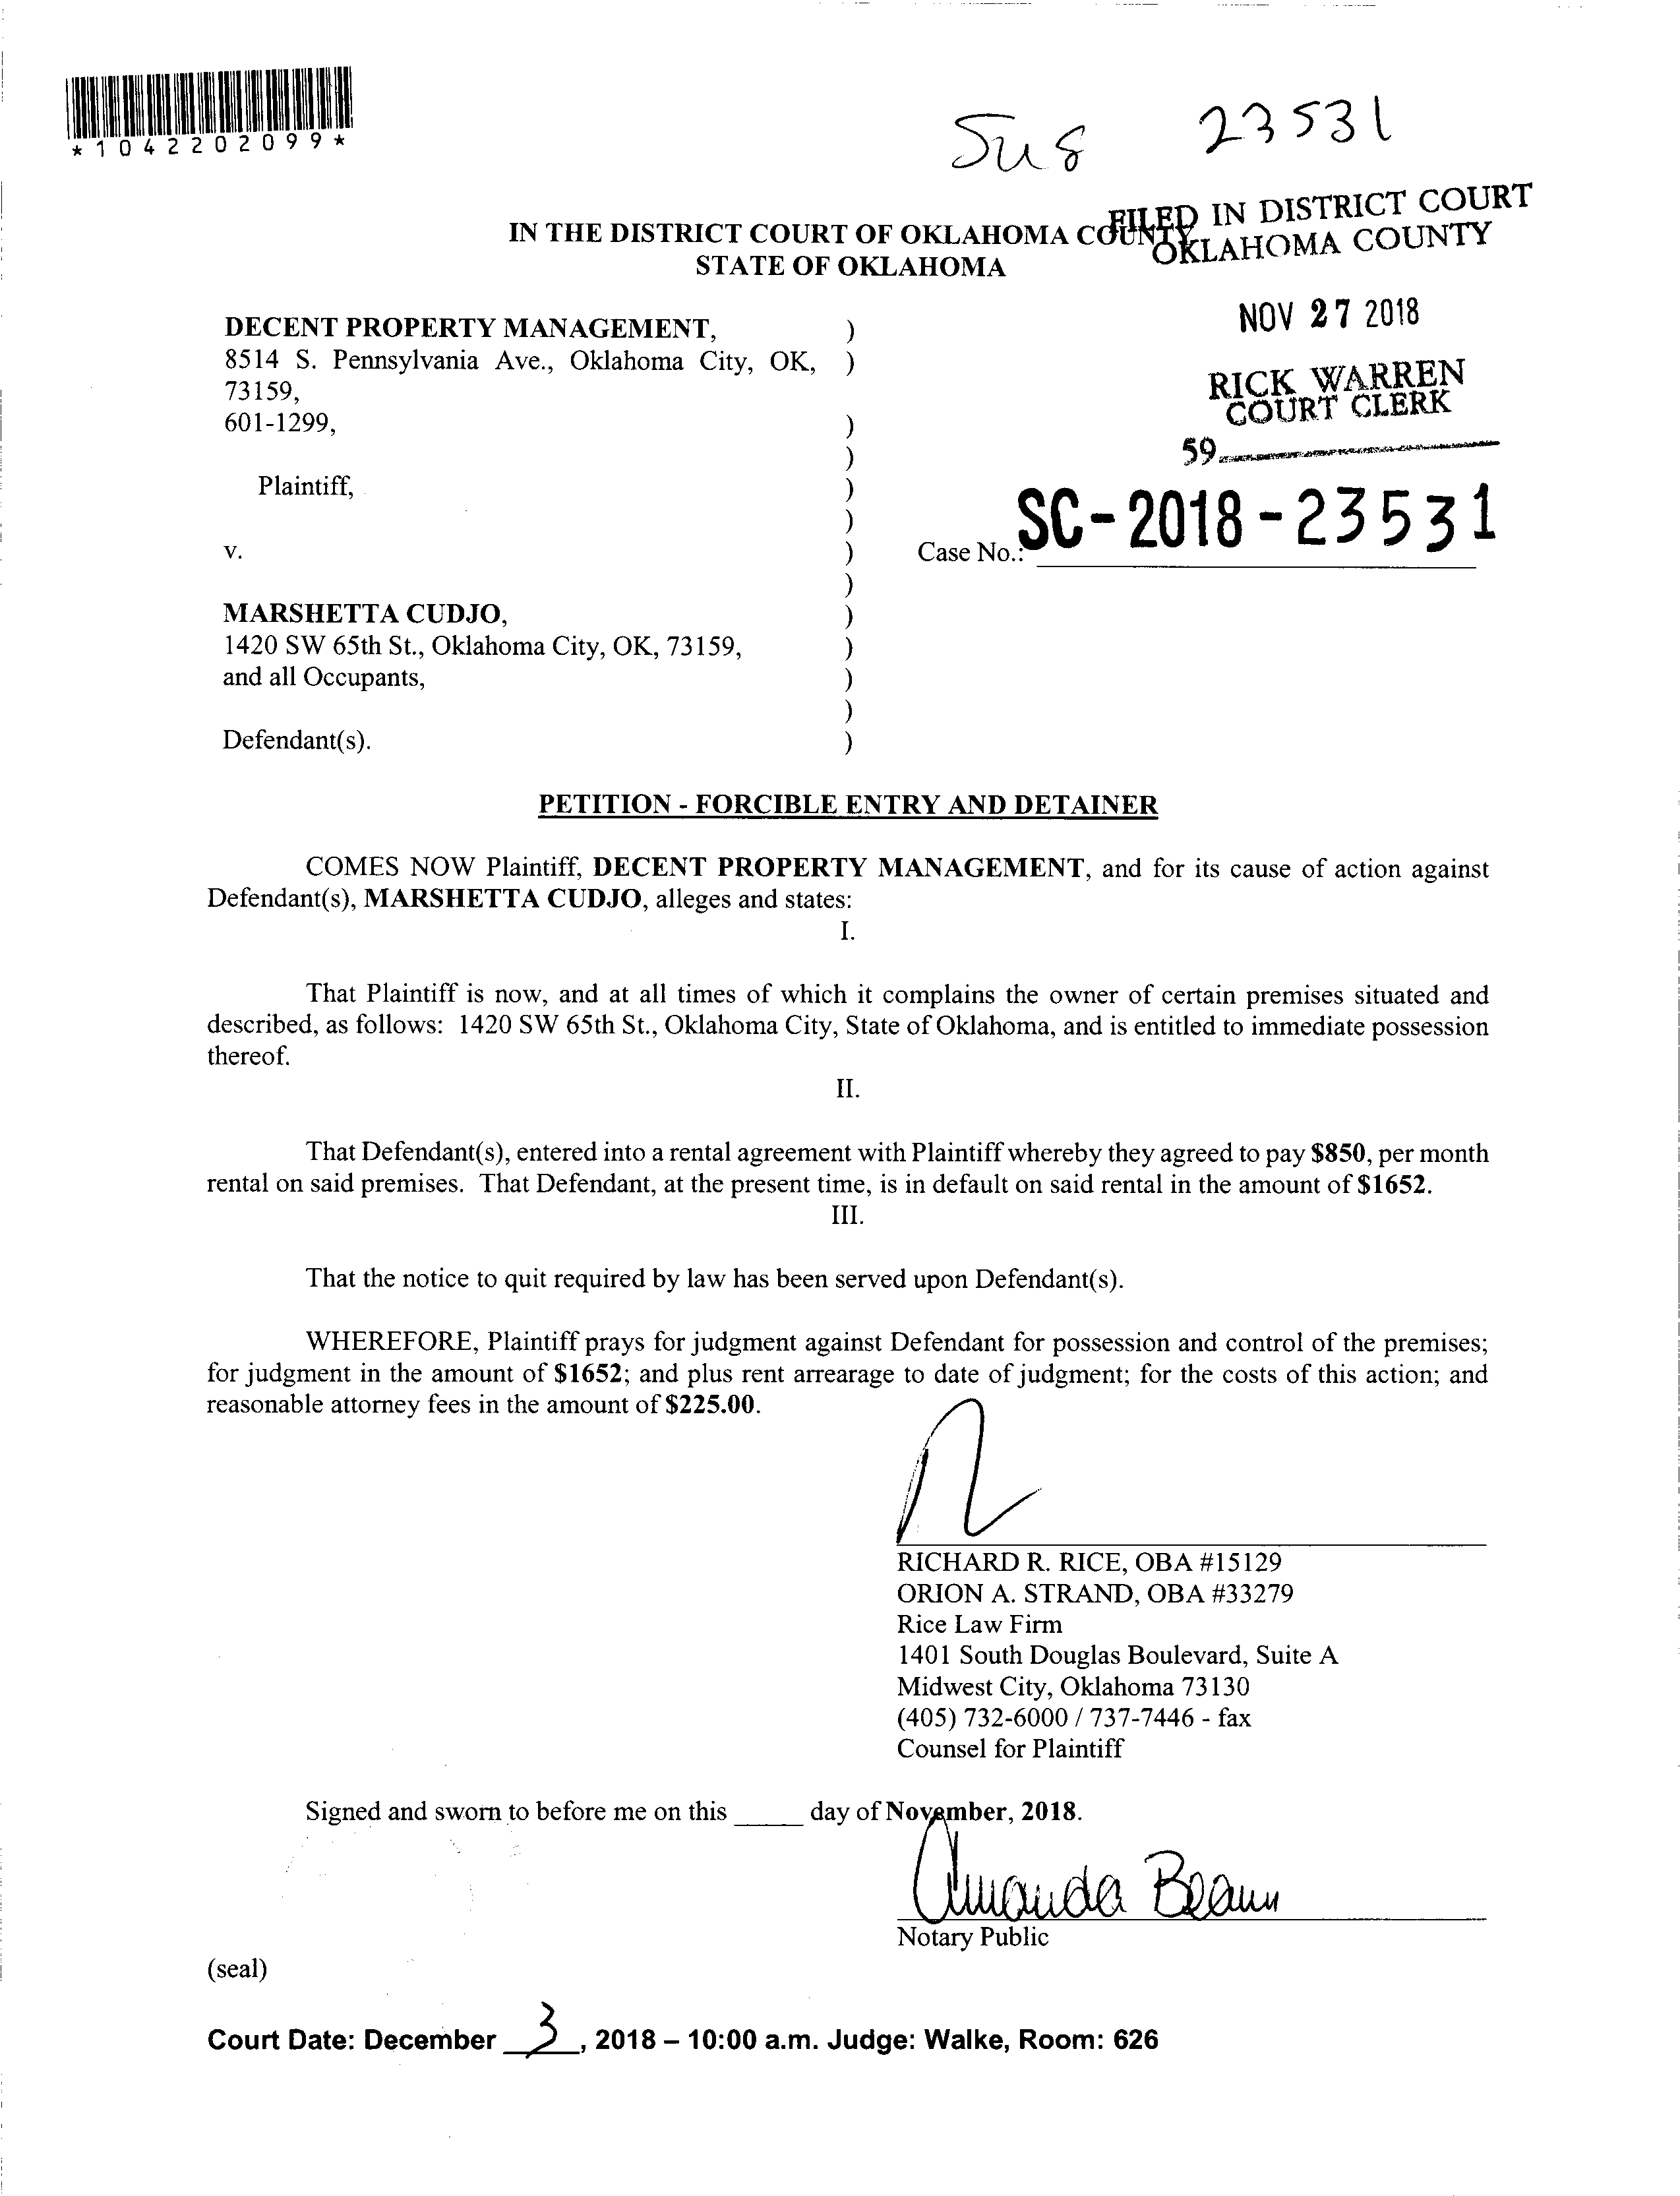 *1042202099*
Sus 23531
IN THE DISTRICT COURT OF OKLAHOMA COUNTY
STATE OF OKLAHOMA
FILED IN DISTRICT COURT
OKLAHOMA COUNTY
NOV 27 2018
RICK WARREN
COURT CLERK
59
DECENT PROPERTY MANAGEMENT, )
8514 S. Pennsylvania Ave., Oklahoma City, OK, )
73159,
601-1299, )
)
Plaintiff, )
)
v. )
Case No.: SC-2018-23531
)
MARSHETTA CUDJO, )
1420 SW 65th St., Oklahoma City, OK, 73159, )
and all Occupants, )
)
Defendant(s). )
PETITION - FORCIBLE ENTRY AND DETAINER
COMES NOW Plaintiff, DECENT PROPERTY MANAGEMENT, and for its cause of action against
Defendant(s), MARSHETTA CUDJO, alleges and states:
I.
That Plaintiff is now, and at all times of which it complains the owner of certain premises situated and
described, as follows: 1420 SW 65th St., Oklahoma City, State of Oklahoma, and is entitled to immediate possession
thereof.
II.
That Defendant(s), entered into a rental agreement with Plaintiff whereby they agreed to pay $850, per month
rental on said premises. That Defendant, at the present time, is in default on said rental in the amount of $1652.
III.
That the notice to quit required by law has been served upon Defendant(s).
WHEREFORE, Plaintiff prays for judgment against Defendant for possession and control of the premises;
for judgment in the amount of $1652; and plus rent arrearage to date of judgment; for the costs of this action; and
reasonable attorney fees in the amount of $225.00.
RICHARD R. RICE, OBA #15129
ORION A. STRAND, OBA #33279
Rice Law Firm
1401 South Douglas Boulevard, Suite A
Midwest City, Oklahoma 73130
(405) 732-6000 / 737-7446 - fax
Counsel for Plaintiff
Signed and sworn to before me on this _____ day of November, 2018.
Amanda
Notary Public
(seal)
Court Date: December 3, 2018 – 10:00 a.m. Judge: Walke, Room: 626